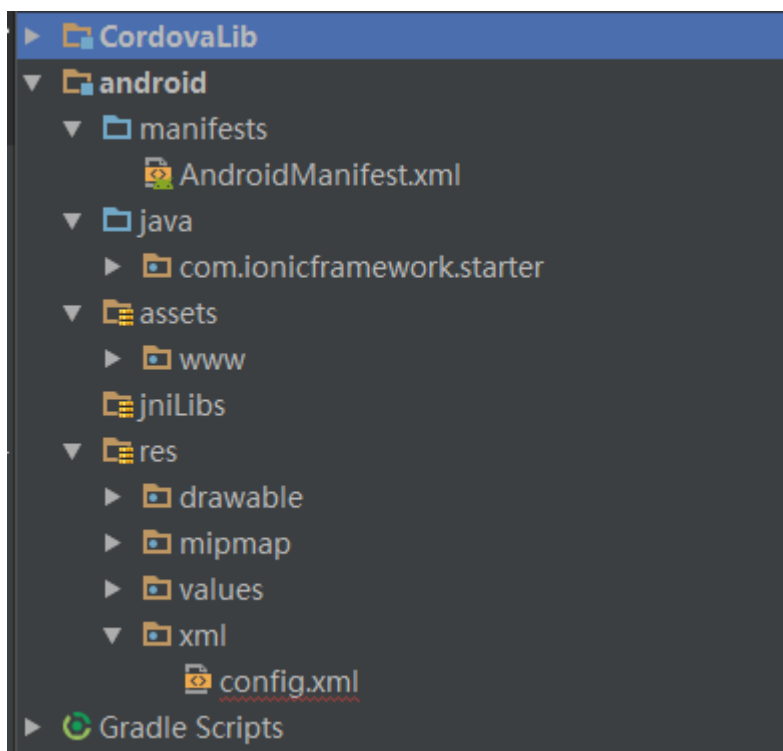 CordovaLib
android
manifests
AndroidManifest.xml
java
com.ionicframework.starter
assets
www
jniLibs
res
drawable
mipmap
values
xml
config.xml
Gradle Scripts